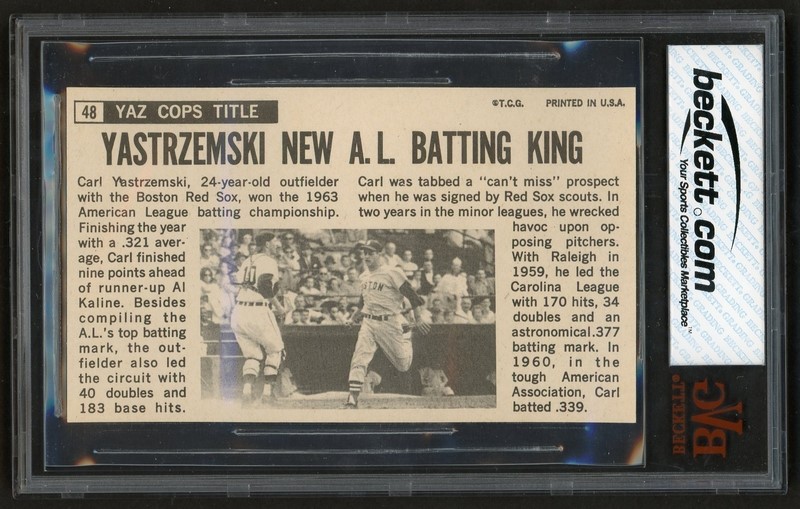 48 YAZ COPS TITLE
©T.C.G. PRINTED IN U.S.A.
YASTRZEMSKI NEW A.L. BATTING KING
Carl Yastrzemski, 24-year-old outfielder
with the Boston Red Sox, won the 1963
American League batting championship.
Finishing the year
with a .321 aver-
age, Carl finished
nine points ahead
of runner-up Al
Kaline. Besides
compiling the
A.L.'s top batting
mark, the out-
fielder also led
the circuit with
40 doubles and
183 base hits.
Carl was tabbed a "can't miss" prospect
when he was signed by Red Sox scouts. In
two years in the minor leagues, he wrecked
havoc upon op-
posing pitchers.
With Raleigh in
1959, he led the
Carolina League
with 170 hits, 34
doubles and an
astronomical .377
batting mark. In
1960, in the
tough American
Association, Carl
batted .339.
beckett.com
Your Sports Collectibles Marketplace™
BECKETT®